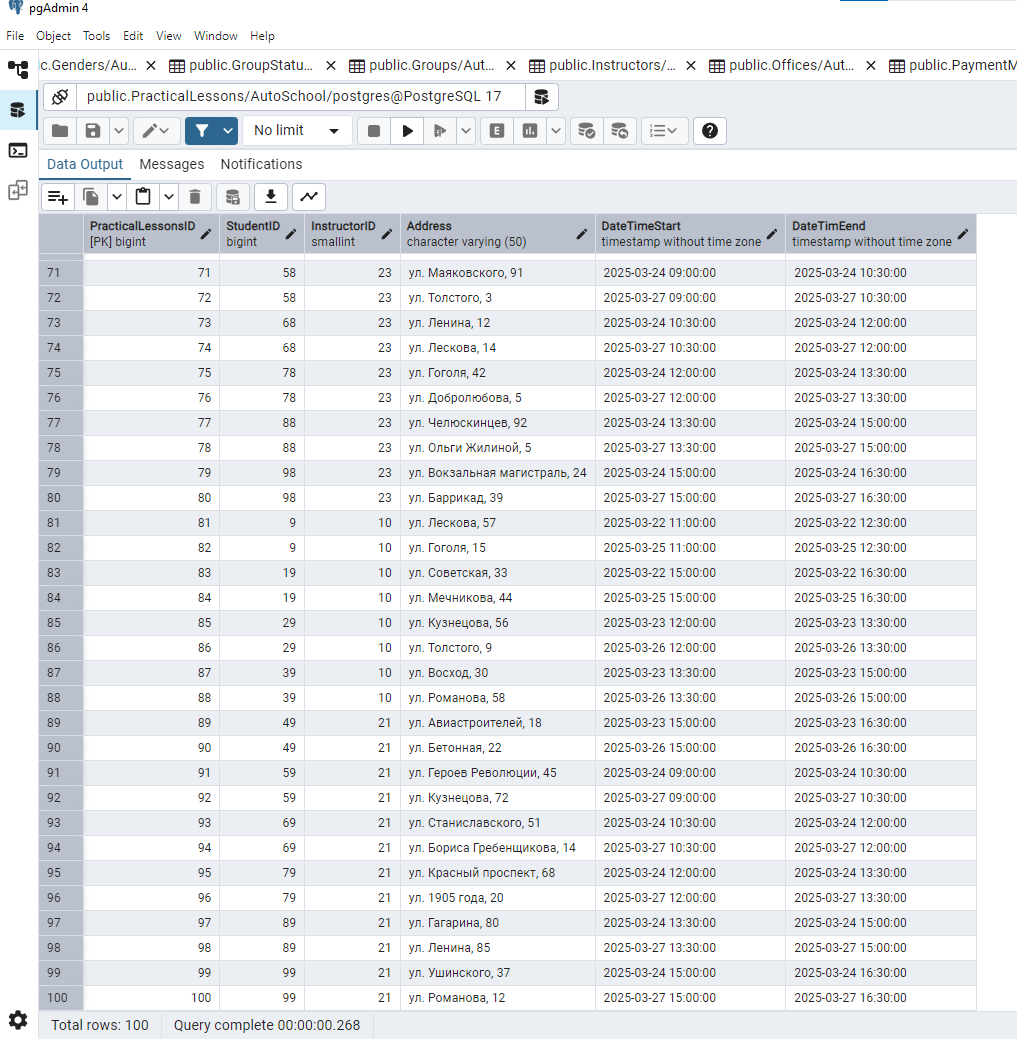 pgAdmin 4
File Object Tools Edit View Window Help
ic.Genders/Au... public.GroupStatu... public.Groups/Aut... public.Instructors/... public.Offices/Aut... public.PaymentM
public.PracticalLessons/AutoSchool/postgres@PostgreSQL 17
No limit
Data Output Messages Notifications
PracticalLessonsID StudentID InstructorID Address DateTimeStart DateTimEend
[PK] bigint bigint smallint character varying (50) timestamp without time zone timestamp without time zone
71 71 58 23 ул. Маяковского, 91 2025-03-24 09:00:00 2025-03-24 10:30:00
72 72 58 23 ул. Толстого, 3 2025-03-27 09:00:00 2025-03-27 10:30:00
73 73 68 23 ул. Ленина, 12 2025-03-24 10:30:00 2025-03-24 12:00:00
74 74 68 23 ул. Лескова, 14 2025-03-27 10:30:00 2025-03-27 12:00:00
75 75 78 23 ул. Гоголя, 42 2025-03-24 12:00:00 2025-03-24 13:30:00
76 76 78 23 ул. Добролюбова, 5 2025-03-27 12:00:00 2025-03-27 13:30:00
77 77 88 23 ул. Челюскинцев, 92 2025-03-24 13:30:00 2025-03-24 15:00:00
78 78 88 23 ул. Ольги Жилиной, 5 2025-03-27 13:30:00 2025-03-27 15:00:00
79 79 98 23 ул. Вокзальная магистраль, 24 2025-03-24 15:00:00 2025-03-24 16:30:00
80 80 98 23 ул. Баррикад, 39 2025-03-27 15:00:00 2025-03-27 16:30:00
81 81 9 10 ул. Лескова, 57 2025-03-22 11:00:00 2025-03-22 12:30:00
82 82 9 10 ул. Гоголя, 15 2025-03-25 11:00:00 2025-03-25 12:30:00
83 83 19 10 ул. Советская, 33 2025-03-22 15:00:00 2025-03-22 16:30:00
84 84 19 10 ул. Мечникова, 44 2025-03-25 15:00:00 2025-03-25 16:30:00
85 85 29 10 ул. Кузнецова, 56 2025-03-23 12:00:00 2025-03-23 13:30:00
86 86 29 10 ул. Толстого, 9 2025-03-26 12:00:00 2025-03-26 13:30:00
87 87 39 10 ул. Восход, 30 2025-03-23 13:30:00 2025-03-23 15:00:00
88 88 39 10 ул. Романова, 58 2025-03-26 13:30:00 2025-03-26 15:00:00
89 89 49 21 ул. Авиастроителей, 18 2025-03-23 15:00:00 2025-03-23 16:30:00
90 90 49 21 ул. Бетонная, 22 2025-03-26 15:00:00 2025-03-26 16:30:00
91 91 59 21 ул. Героев Революции, 45 2025-03-24 09:00:00 2025-03-24 10:30:00
92 92 59 21 ул. Кузнецова, 72 2025-03-27 09:00:00 2025-03-27 10:30:00
93 93 69 21 ул. Станиславского, 51 2025-03-24 10:30:00 2025-03-24 12:00:00
94 94 69 21 ул. Бориса Гребенщикова, 14 2025-03-27 10:30:00 2025-03-27 12:00:00
95 95 79 21 ул. Красный проспект, 68 2025-03-24 12:00:00 2025-03-24 13:30:00
96 96 79 21 ул. 1905 года, 20 2025-03-27 12:00:00 2025-03-27 13:30:00
97 97 89 21 ул. Гагарина, 80 2025-03-24 13:30:00 2025-03-24 15:00:00
98 98 89 21 ул. Ленина, 85 2025-03-27 13:30:00 2025-03-27 15:00:00
99 99 99 21 ул. Ушинского, 37 2025-03-24 15:00:00 2025-03-24 16:30:00
100 100 99 21 ул. Романова, 12 2025-03-27 15:00:00 2025-03-27 16:30:00
Total rows: 100 Query complete 00:00:00.268